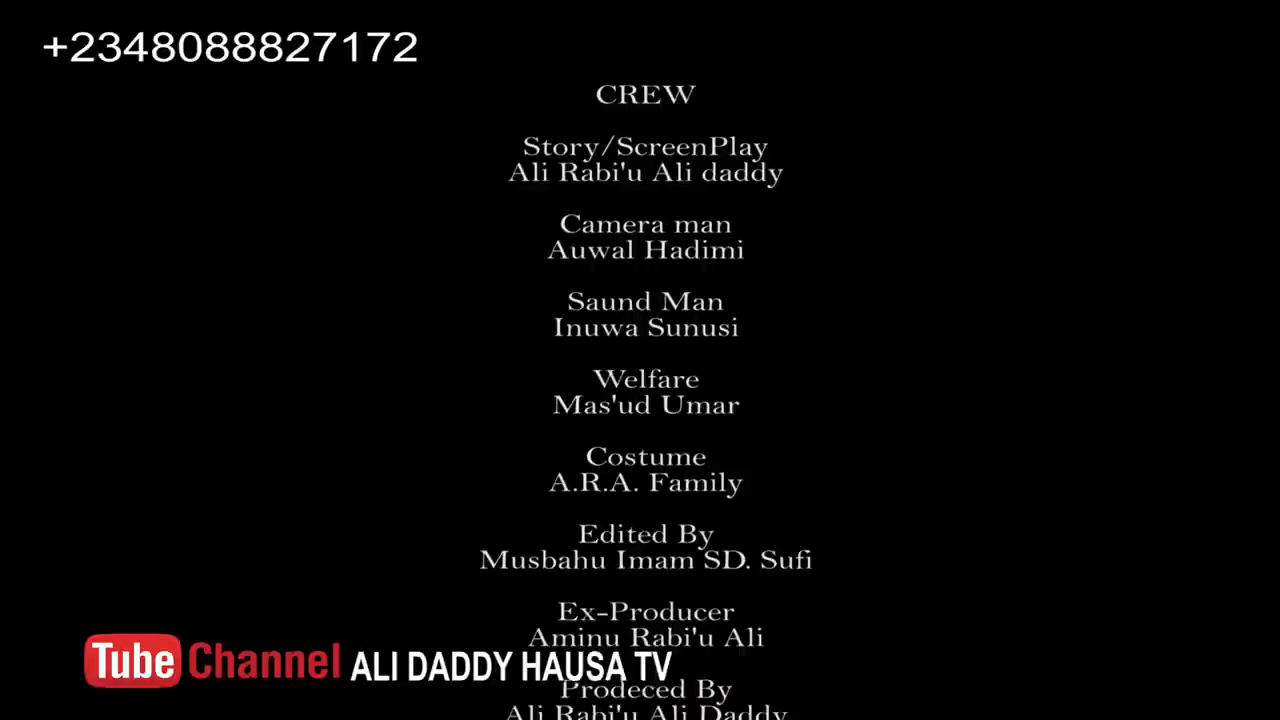 +2348088827172
CREW
Story/ScreenPlay
Ali Rabi'u Ali daddy
Camera man
Auwal Hadimi
Saund Man
Inuwa Sunusi
Welfare
Mas'ud Umar
Costume
A.R.A. Family
Edited By
Musbahu Imam SD. Sufi
Ex-Producer
Aminu Rabi'u Ali
Tube Channel ALI DADDY HAUSA TV
Prodeced By
Ali Rabi'u Ali Daddy